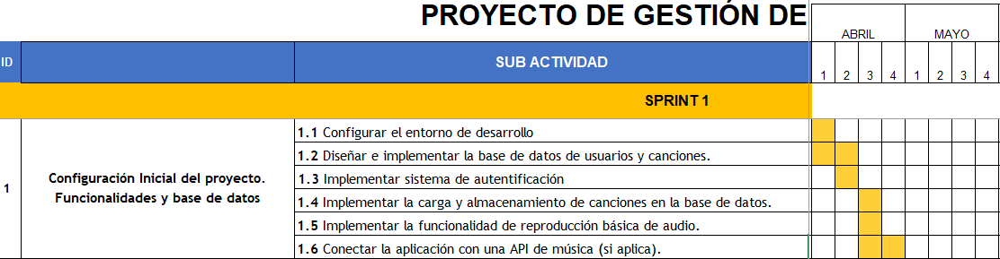 PROYECTO DE GESTIÓN DE
ABRIL MAYO
ID SUB ACTIVIDAD 1 2 3 4 1 2 3 4
SPRINT 1
1
Configuración Inicial del proyecto.
Funcionalidades y base de datos
1.1 Configurar el entorno de desarrollo
1.2 Diseñar e implementar la base de datos de usuarios y canciones.
1.3 Implementar sistema de autentificación
1.4 Implementar la carga y almacenamiento de canciones en la base de datos.
1.5 Implementar la funcionalidad de reproducción básica de audio.
1.6 Conectar la aplicación con una API de música (si aplica).